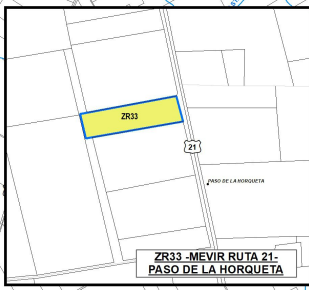 ZR33
21
PASO DE LA HORQUETA
ZR33 -MEVIR RUTA 21-
PASO DE LA HORQUETA